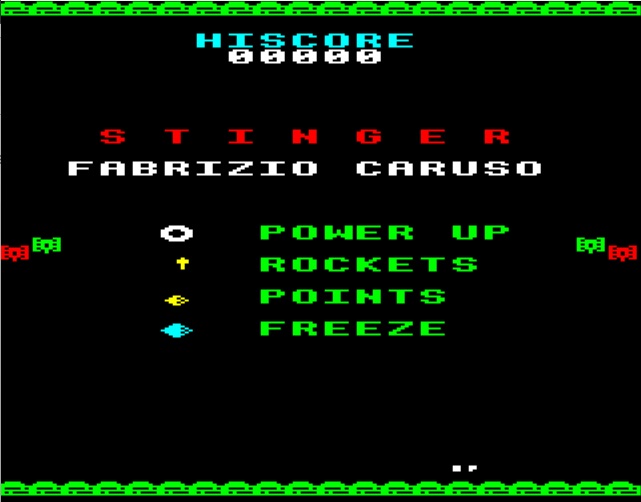 HISCORE
00000
S T I N G E R
FABRIZIO CARUSO
POWER UP
ROCKETS
POINTS
FREEZE